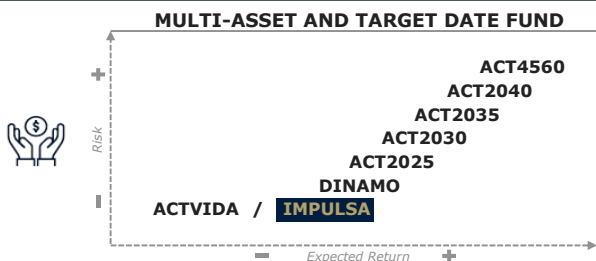 MULTI-ASSET AND TARGET DATE FUND
ACT4560
ACT2040
ACT2035
ACT2030
ACT2025
DINAMO
ACTVIDA / IMPULSA
Risk
Expected Return